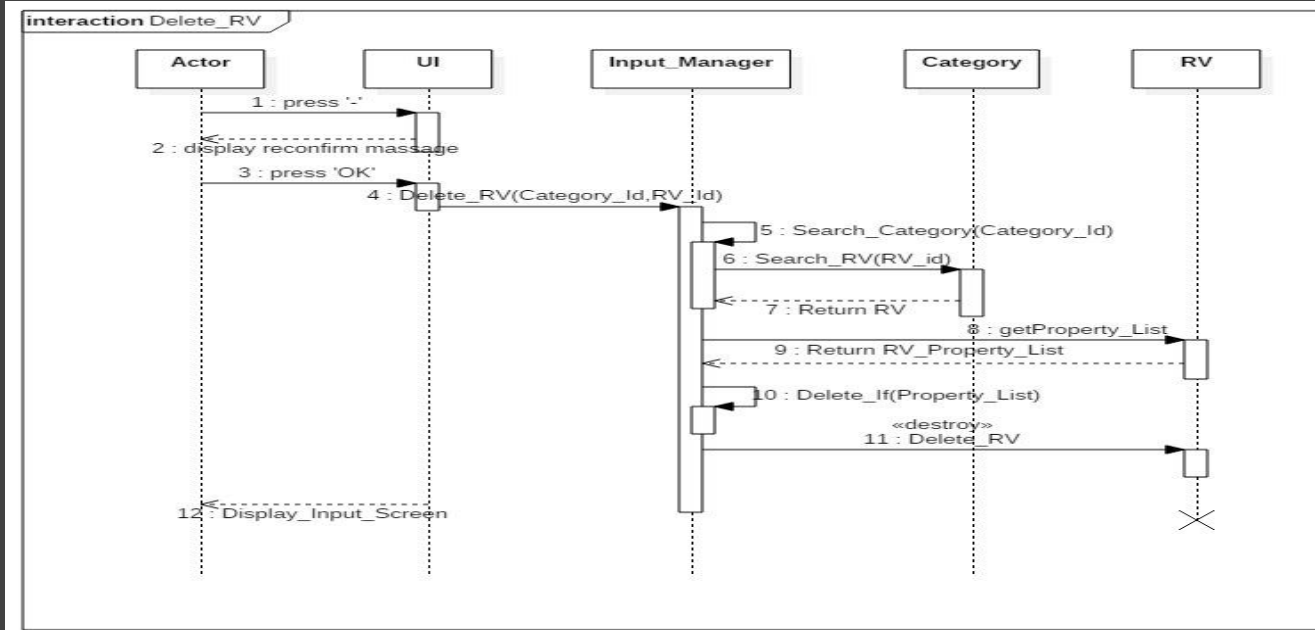 interaction Delete_RV
Actor
UI
Input_Manager
Category
RV
1 : press '-'
2 : display reconfirm massage
3 : press 'OK'
4 : Delete_RV(Category_Id,RV_Id)
5 : Search_Category(Category_Id)
6 : Search_RV(RV_id)
7 : Return RV
8 : getProperty_List
9 : Return RV_Property_List
10 : Delete_If(Property_List)
«destroy»
11 : Delete_RV
12 : Display_Input_Screen